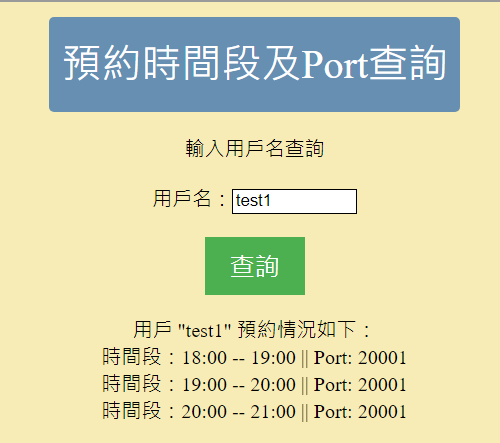 預約時間段及Port查詢
輸入用戶名查詢
用戶名：test1
查詢
用戶 "test1" 預約情況如下：
時間段：18:00 -- 19:00 || Port: 20001
時間段：19:00 -- 20:00 || Port: 20001
時間段：20:00 -- 21:00 || Port: 20001